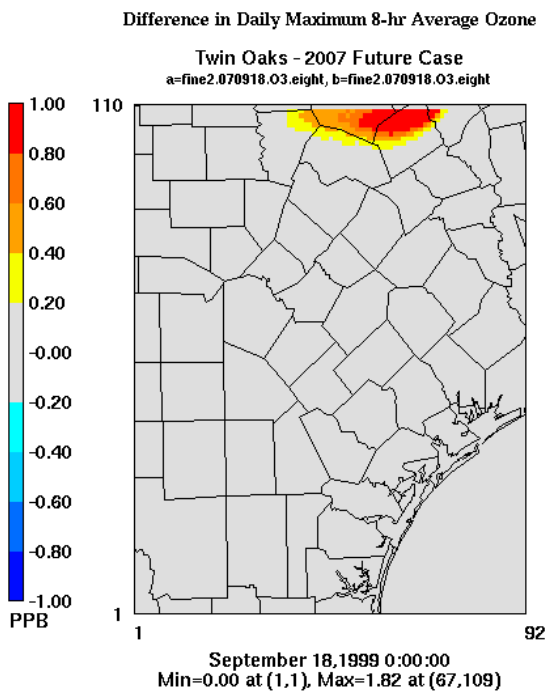 Difference in Daily Maximum 8-hr Average Ozone
Twin Oaks - 2007 Future Case
a=fine2.070918.O3.eight, b=fine2.070918.O3.eight
1.00
0.80
0.60
0.40
0.20
-0.00
-0.20
-0.40
-0.60
-0.80
-1.00
PPB
110
1
1
92
September 18,1999 0:00:00
Min=0.00 at (1,1), Max=1.82 at (67,109)